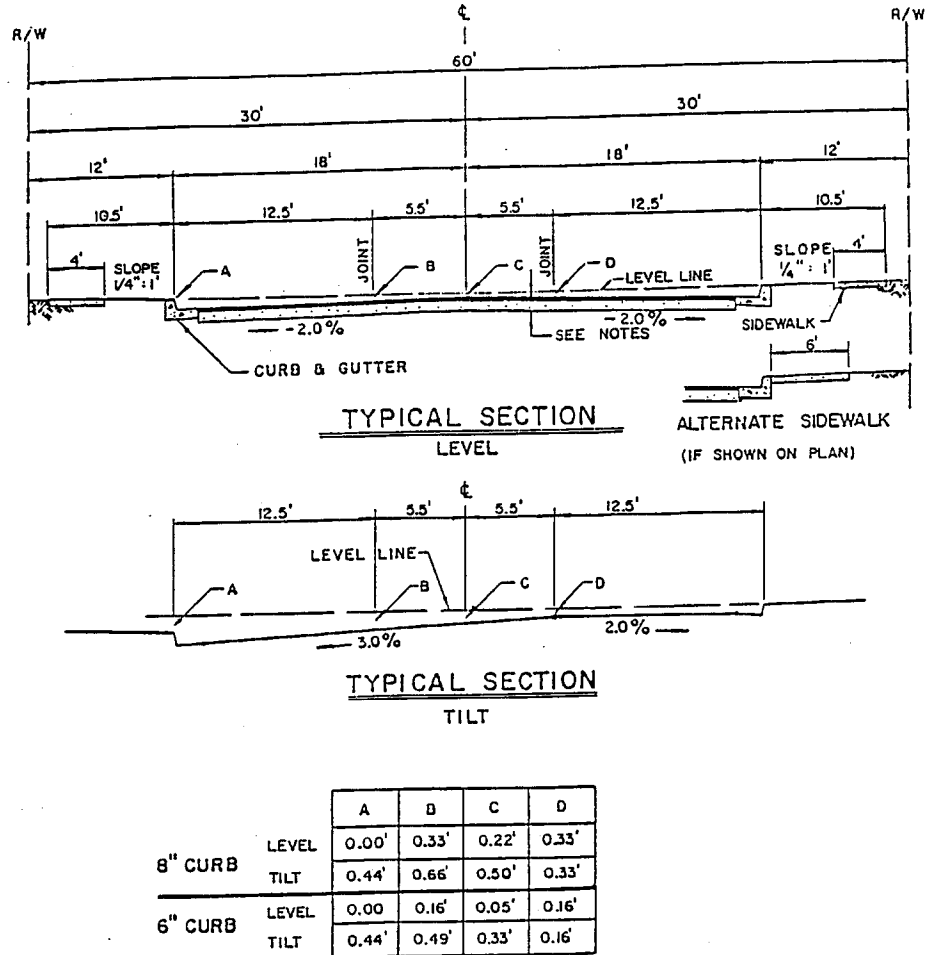 ℄
R/W R/W
60'
30' 30'
12' 18' 18' 12'
10.5' 12.5' 5.5' 5.5' 12.5' 10.5'
4' SLOPE 1/4":1' A JOINT B C JOINT D LEVEL LINE SLOPE 1/4":1' 4'
-2.0% -2.0%
SEE NOTES SIDEWALK
CURB & GUTTER 6'
TYPICAL SECTION
LEVEL
ALTERNATE SIDEWALK
(IF SHOWN ON PLAN)
℄
12.5' 5.5' 5.5' 12.5'
LEVEL LINE
A B C D
3.0% 2.0%
TYPICAL SECTION
TILT
A B C D
8" CURB LEVEL 0.00' 0.33' 0.22' 0.33'
TILT 0.44' 0.66' 0.50' 0.33'
6" CURB LEVEL 0.00 0.16' 0.05' 0.16'
TILT 0.44' 0.49' 0.33' 0.16'